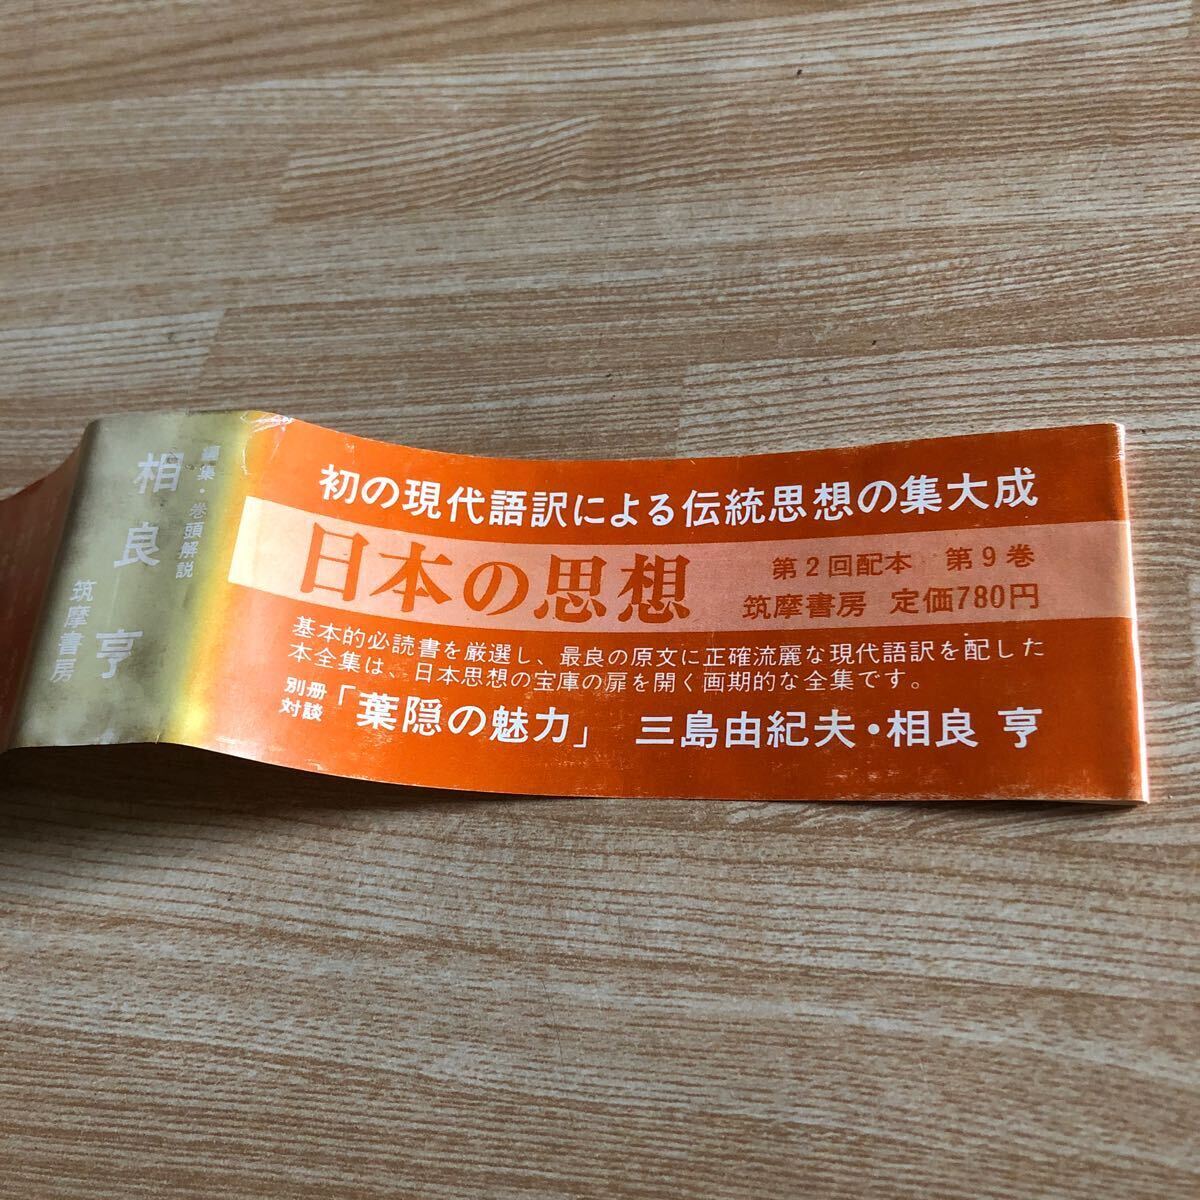 初の現代語訳による伝統思想の集大成
日本の思想
第2回配本 第9巻
筑摩書房 定価780円
基本的必読書を厳選し、最良の原文に正確流麗な現代語訳を配した
本全集は、日本思想の宝庫の扉を開く画期的な全集です。
別冊
対談
「葉隠の魅力」 三島由紀夫・相良 亨
編集・巻頭解説
相良 亨
筑摩書房